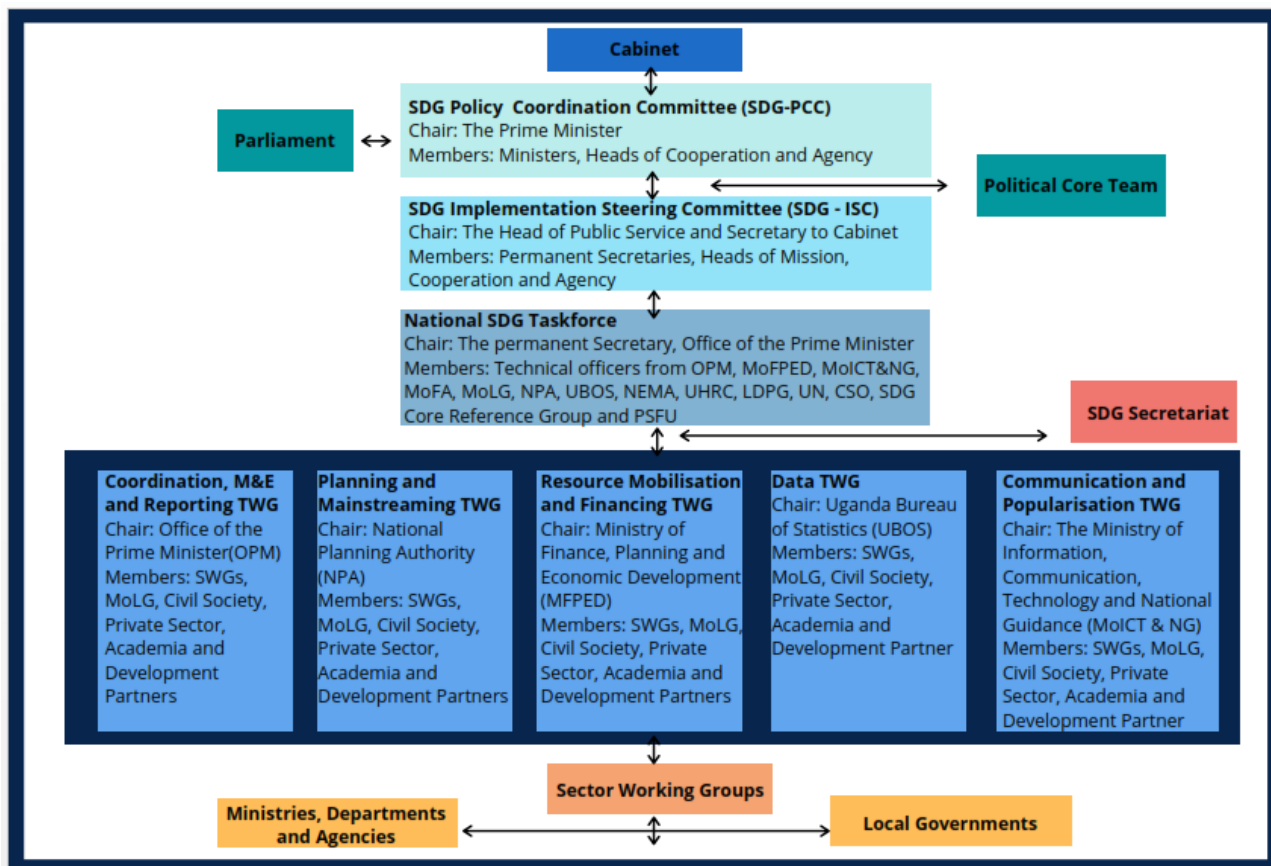 Cabinet
SDG Policy Coordination Committee (SDG-PCC)
Chair: The Prime Minister
Members: Ministers, Heads of Cooperation and Agency
Parliament
Political Core Team
SDG Implementation Steering Committee (SDG - ISC)
Chair: The Head of Public Service and Secretary to Cabinet
Members: Permanent Secretaries, Heads of Mission,
Cooperation and Agency
National SDG Taskforce
Chair: The permanent Secretary, Office of the Prime Minister
Members: Technical officers from OPM, MoFPED, MoICT&NG,
MoFA, MoLG, NPA, UBOS, NEMA, UHRC, LDPG, UN, CSO, SDG
Core Reference Group and PSFU
SDG Secretariat
Coordination, M&E
and Reporting TWG
Chair: Office of the
Prime Minister(OPM)
Members: SWGs,
MoLG, Civil Society,
Private Sector,
Academia and
Development
Partners
Planning and
Mainstreaming TWG
Chair: National
Planning Authority
(NPA)
Members: SWGs,
MoLG, Civil Society,
Private Sector,
Academia and
Development Partners
Resource Mobilisation
and Financing TWG
Chair: Ministry of
Finance, Planning and
Economic Development
(MFPED)
Members: SWGs, MoLG,
Civil Society, Private
Sector, Academia and
Development Partners
Data TWG
Chair: Uganda Bureau
of Statistics (UBOS)
Members: SWGs,
MoLG, Civil Society,
Private Sector,
Academia and
Development Partner
Communication and
Popularisation TWG
Chair: The Ministry of
Information,
Communication,
Technology and National
Guidance (MoICT & NG)
Members: SWGs, MoLG,
Civil Society, Private
Sector, Academia and
Development Partner
Sector Working Groups
Ministries, Departments
and Agencies
Local Governments